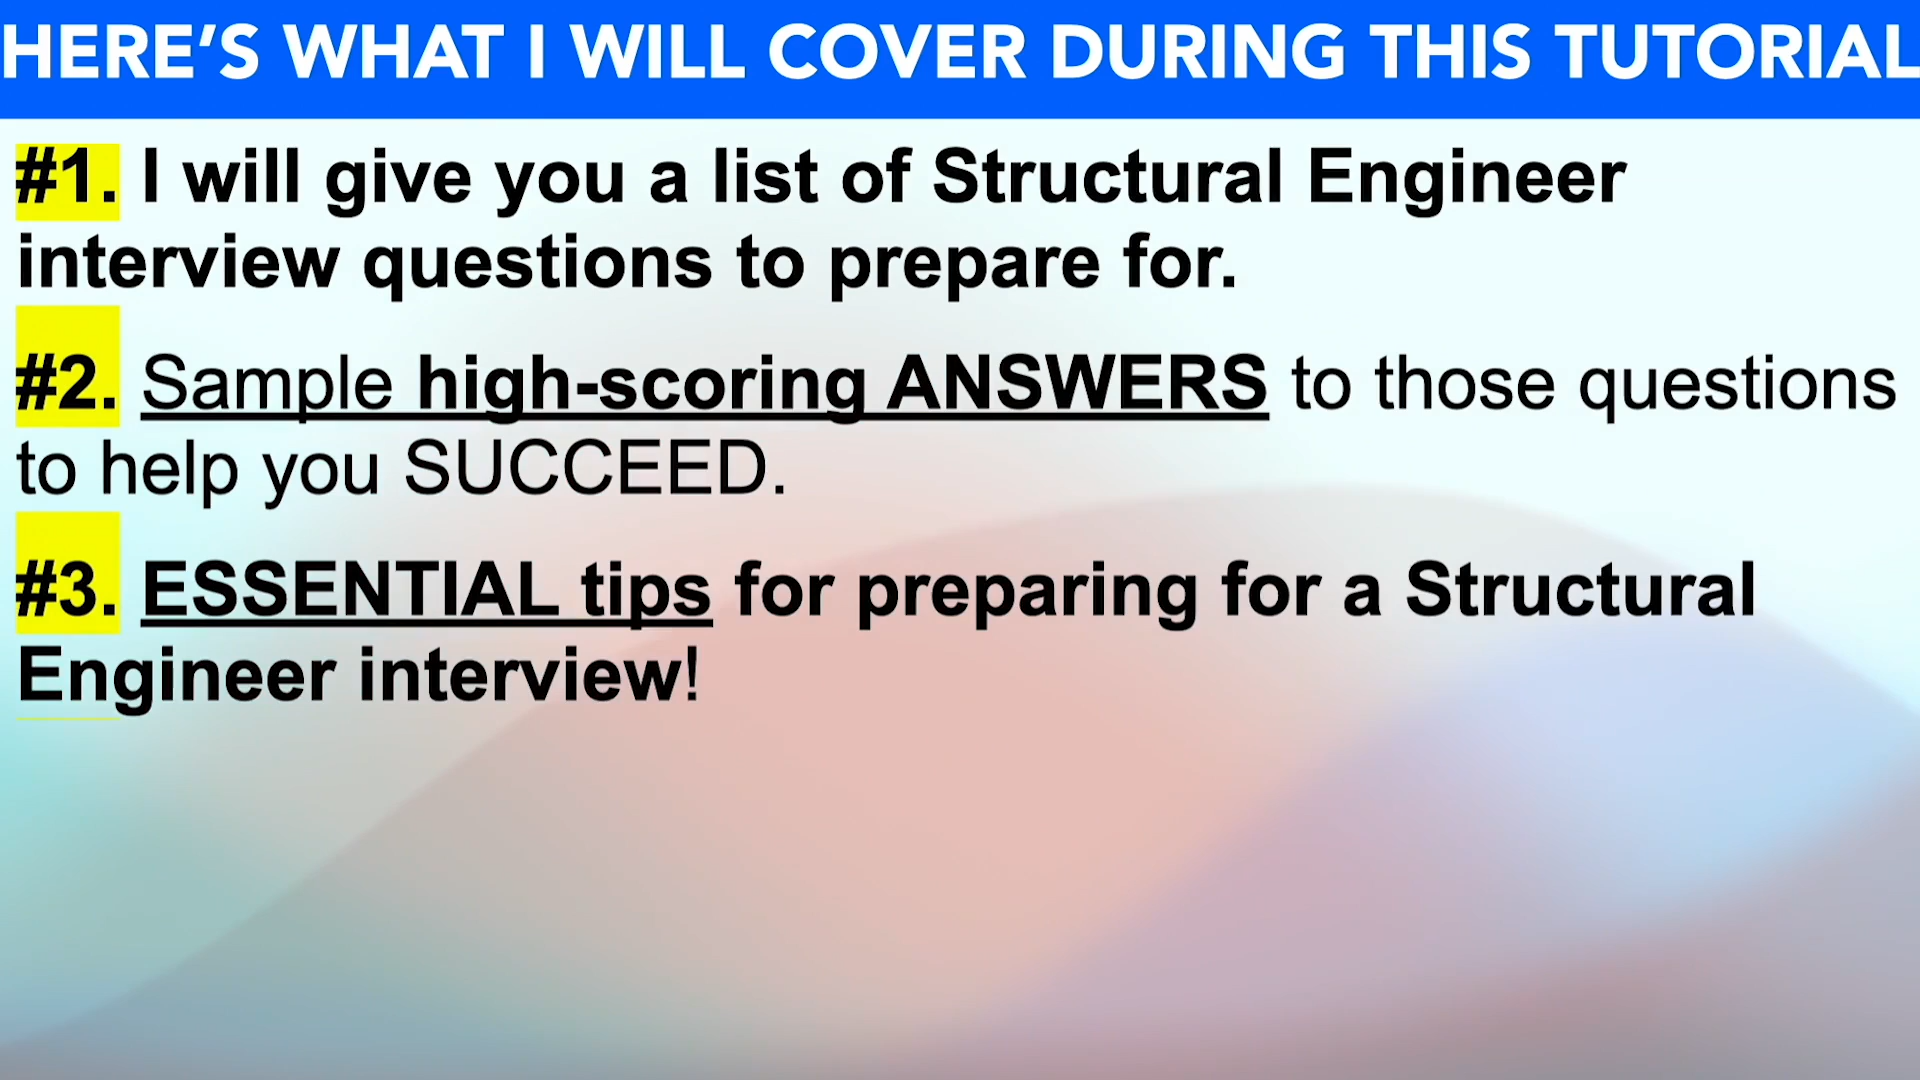 HERE’S WHAT I WILL COVER DURING THIS TUTORIAL
#1. I will give you a list of Structural Engineer
interview questions to prepare for.
#2. Sample high-scoring ANSWERS to those questions
to help you SUCCEED.
#3. ESSENTIAL tips for preparing for a Structural
Engineer interview!